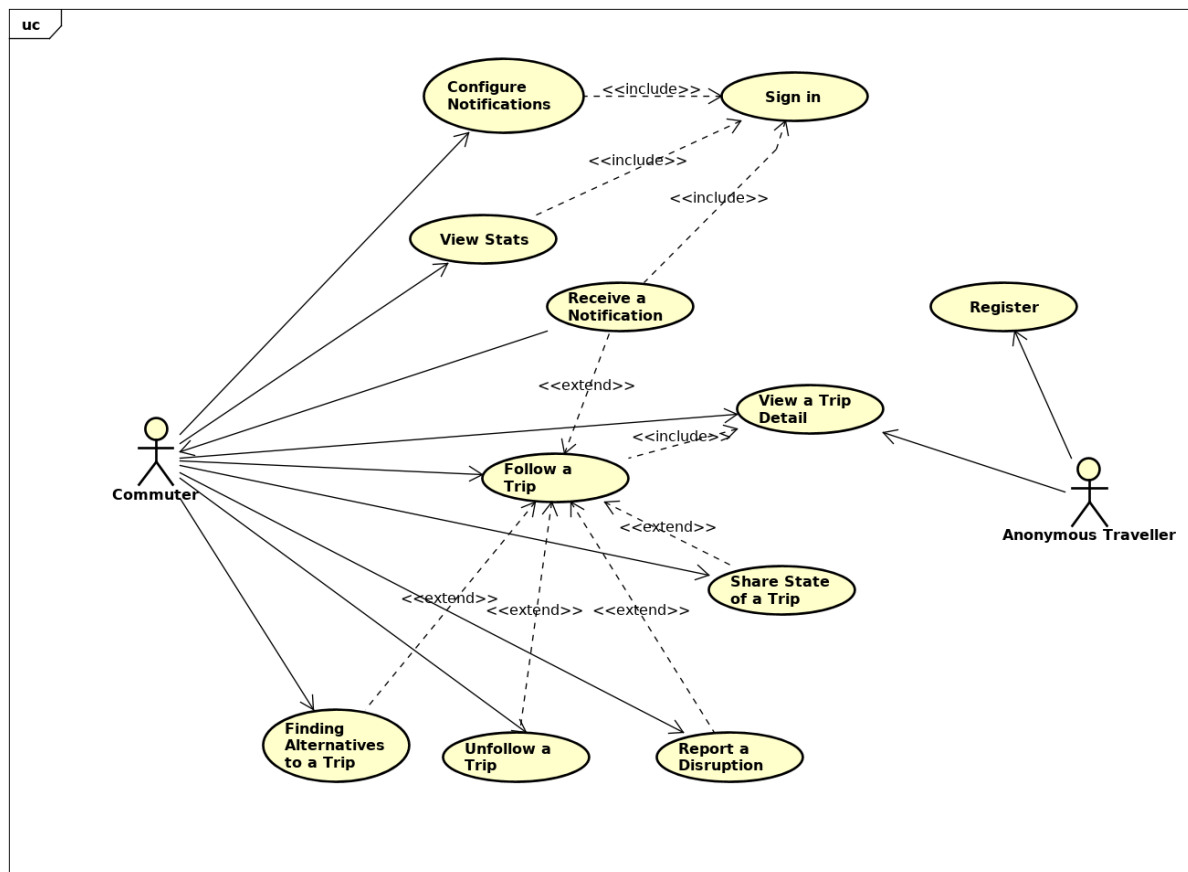 uc
Configure
Notifications
<<include>>
Sign in
<<include>>
<<include>>
View Stats
Receive a
Notification
Register
<<extend>>
View a Trip
Detail
<<include>>
Follow a
Trip
Commuter
Anonymous Traveller
<<extend>>
Share State
of a Trip
<<extend>>
<<extend>>
<<extend>>
Finding
Alternatives
to a Trip
Unfollow a
Trip
Report a
Disruption